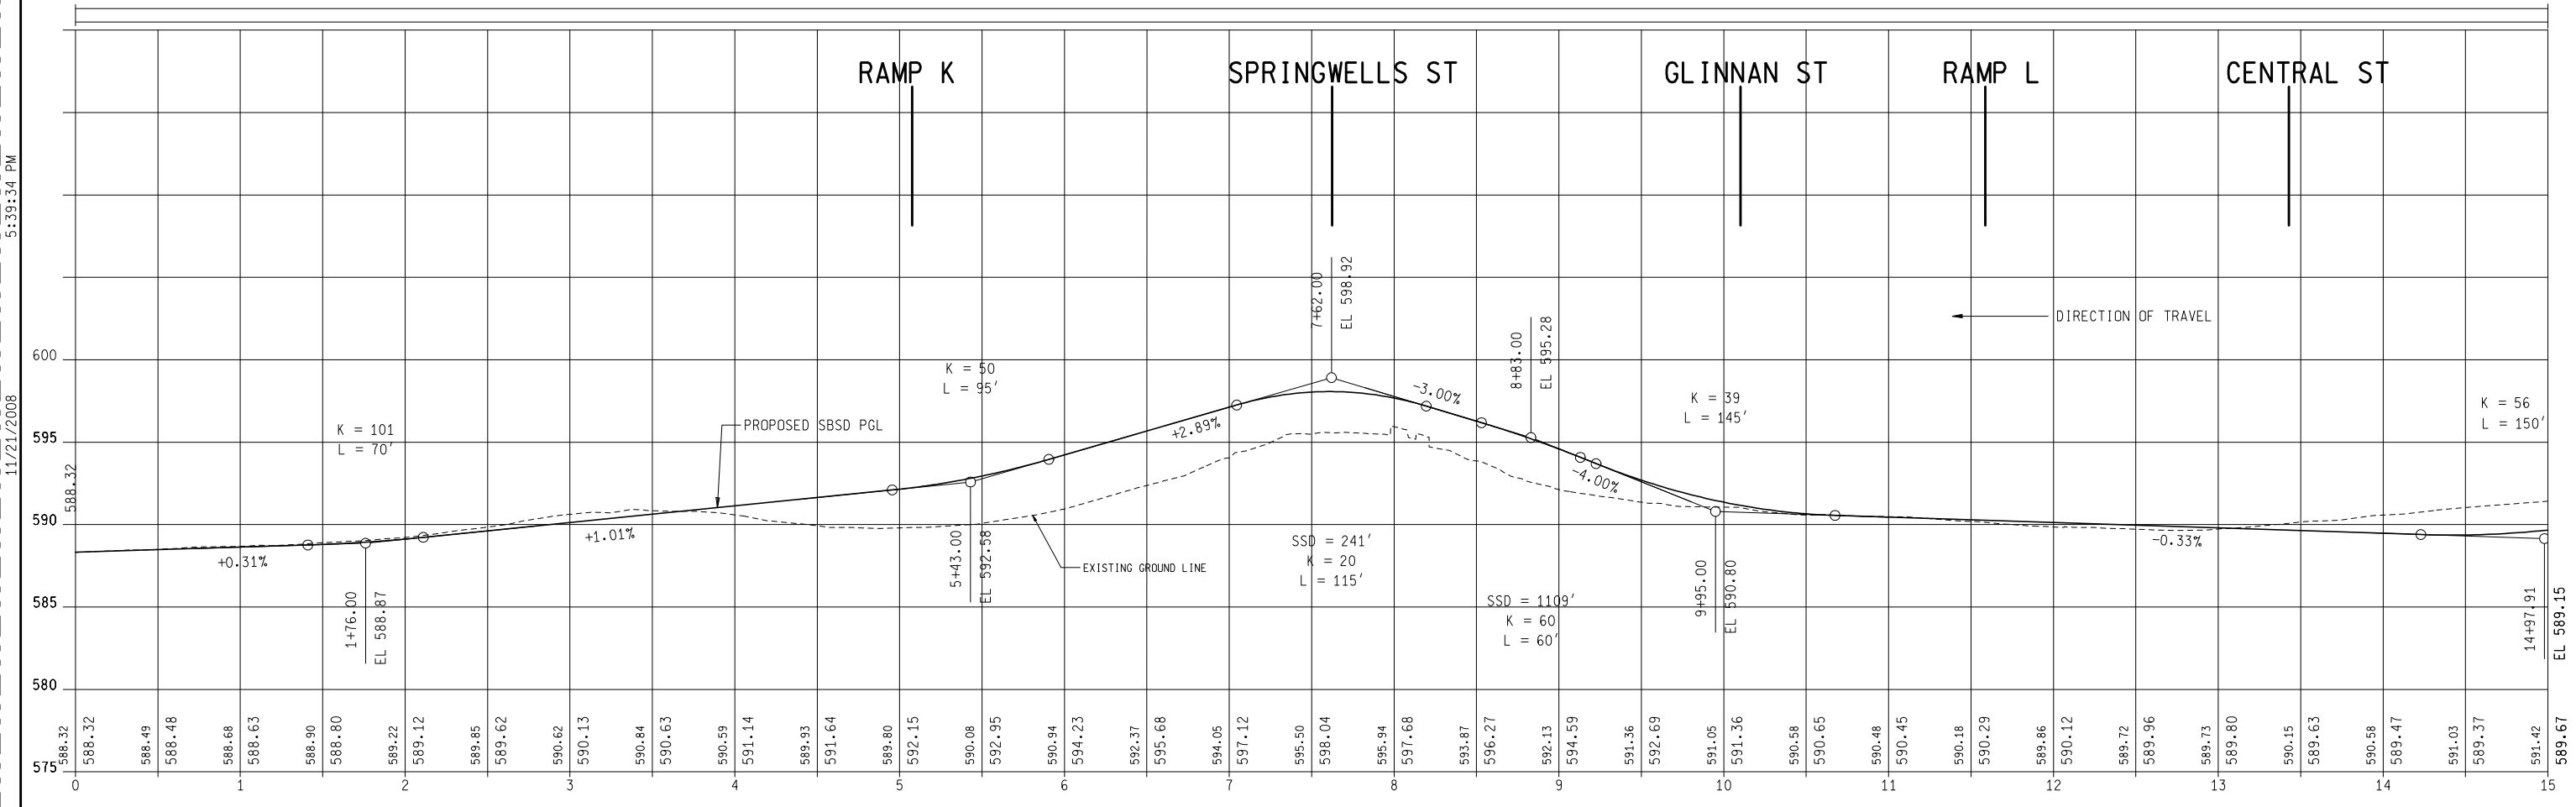 5:39:34 PM
11/21/2008
RAMP K
SPRINGWELLS ST
GLINNAN ST
RAMP L
CENTRAL ST
7+62.00
EL 598.92
8+83.00
EL 595.28
DIRECTION OF TRAVEL
600
595
590
585
580
575
588.32
K = 101
L = 70'
K = 50
L = 95'
K = 39
L = 145'
K = 56
L = 150'
PROPOSED SBSD PGL
+2.89%
-3.00%
-4.00%
+0.31%
+1.01%
-0.33%
EXISTING GROUND LINE
SSD = 241'
K = 20
L = 115'
SSD = 1109'
K = 60
L = 60'
1+76.00
EL 588.87
5+43.00
EL 592.58
9+95.00
EL 590.80
14+97.91
EL 589.15
588.32
588.32
588.49
588.48
588.68
588.63
588.90
588.80
589.22
589.12
589.85
589.62
590.62
590.13
590.84
590.63
590.59
591.14
589.93
591.64
589.80
592.15
590.08
592.95
590.94
594.23
592.37
595.68
594.05
597.12
595.50
598.04
595.94
597.68
593.87
596.27
592.13
594.59
591.36
592.69
591.05
591.36
590.58
590.65
590.48
590.45
590.18
590.29
589.86
590.12
589.72
589.96
589.73
589.80
590.15
589.63
590.58
589.47
591.03
589.37
591.42
589.67
0 1 2 3 4 5 6 7 8 9 10 11 12 13 14 15